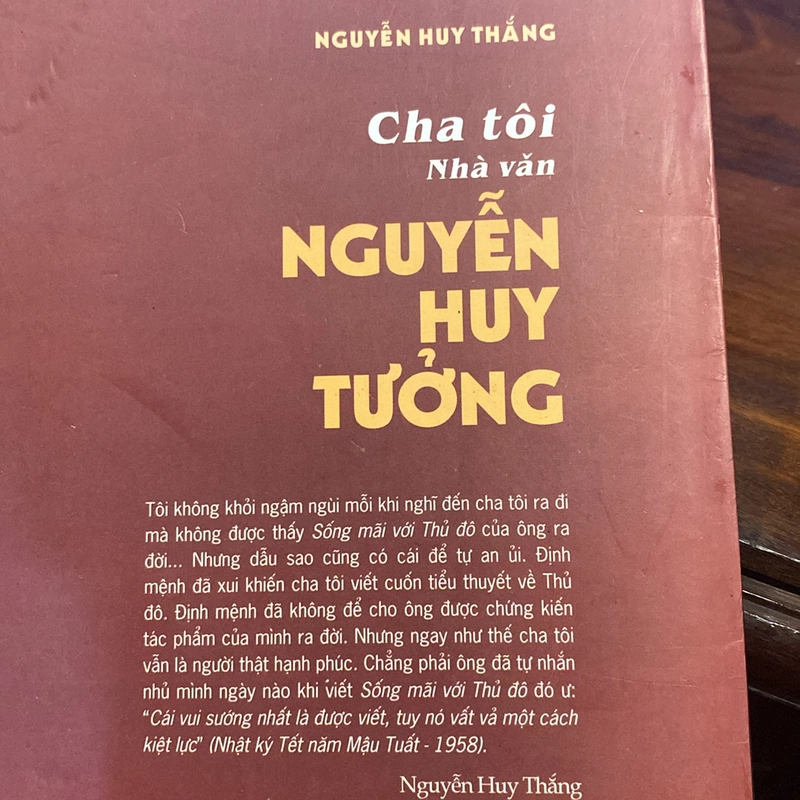 NGUYỄN HUY THẮNG
Cha tôi
Nhà văn
NGUYỄN
HUY
TƯỞNG
Tôi không khỏi ngậm ngùi mỗi khi nghĩ đến cha tôi ra đi
mà không được thấy Sống mãi với Thủ đô của ông ra
đời... Nhưng dẫu sao cũng có cái để tự an ủi. Định
mệnh đã xui khiến cha tôi viết cuốn tiểu thuyết về Thủ
đô. Định mệnh đã không để cho ông được chứng kiến
tác phẩm của mình ra đời. Nhưng ngay như thế cha tôi
vẫn là người thật hạnh phúc. Chẳng phải ông đã tự nhắn
nhủ mình ngày nào khi viết Sống mãi với Thủ đô đó ư:
“Cái vui sướng nhất là được viết, tuy nó vất vả một cách
kiệt lực” (Nhật ký Tết năm Mậu Tuất - 1958).
Nguyễn Huy Thắng